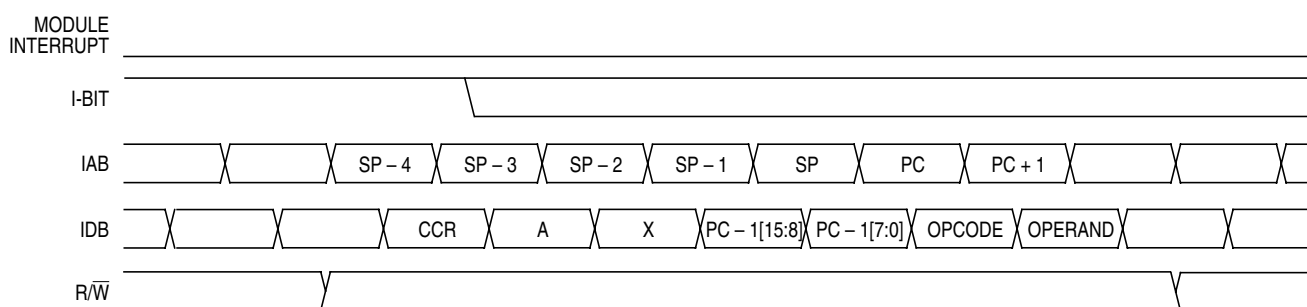 MODULE
INTERRUPT
I-BIT
IAB SP – 4 SP – 3 SP – 2 SP – 1 SP PC PC + 1
IDB CCR A X PC – 1[15:8] PC – 1[7:0] OPCODE OPERAND
R/W̅